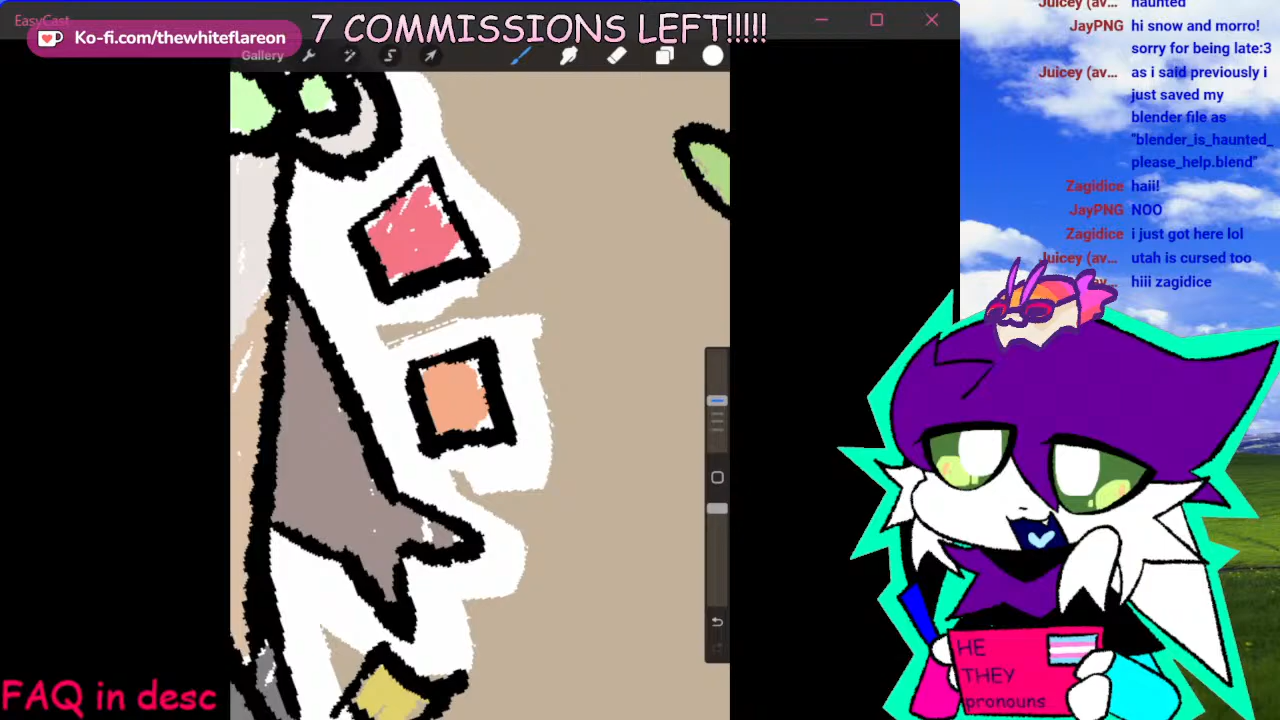 EasyCast
Ko-fi.com/thewhiteflareon
7 COMMISSIONS LEFT!!!!!
Gallery
haunted
JayPNG hi snow and morro!
sorry for being late:3
Juicey (av… as i said previously i
just saved my
blender file as
"blender_is_haunted_
please_help.blend"
Zagidice haii!
JayPNG NOO
Zagidice i just got here lol
Juicey (av… utah is cursed too
hiii zagidice
HE
THEY
pronouns
FAQ in desc